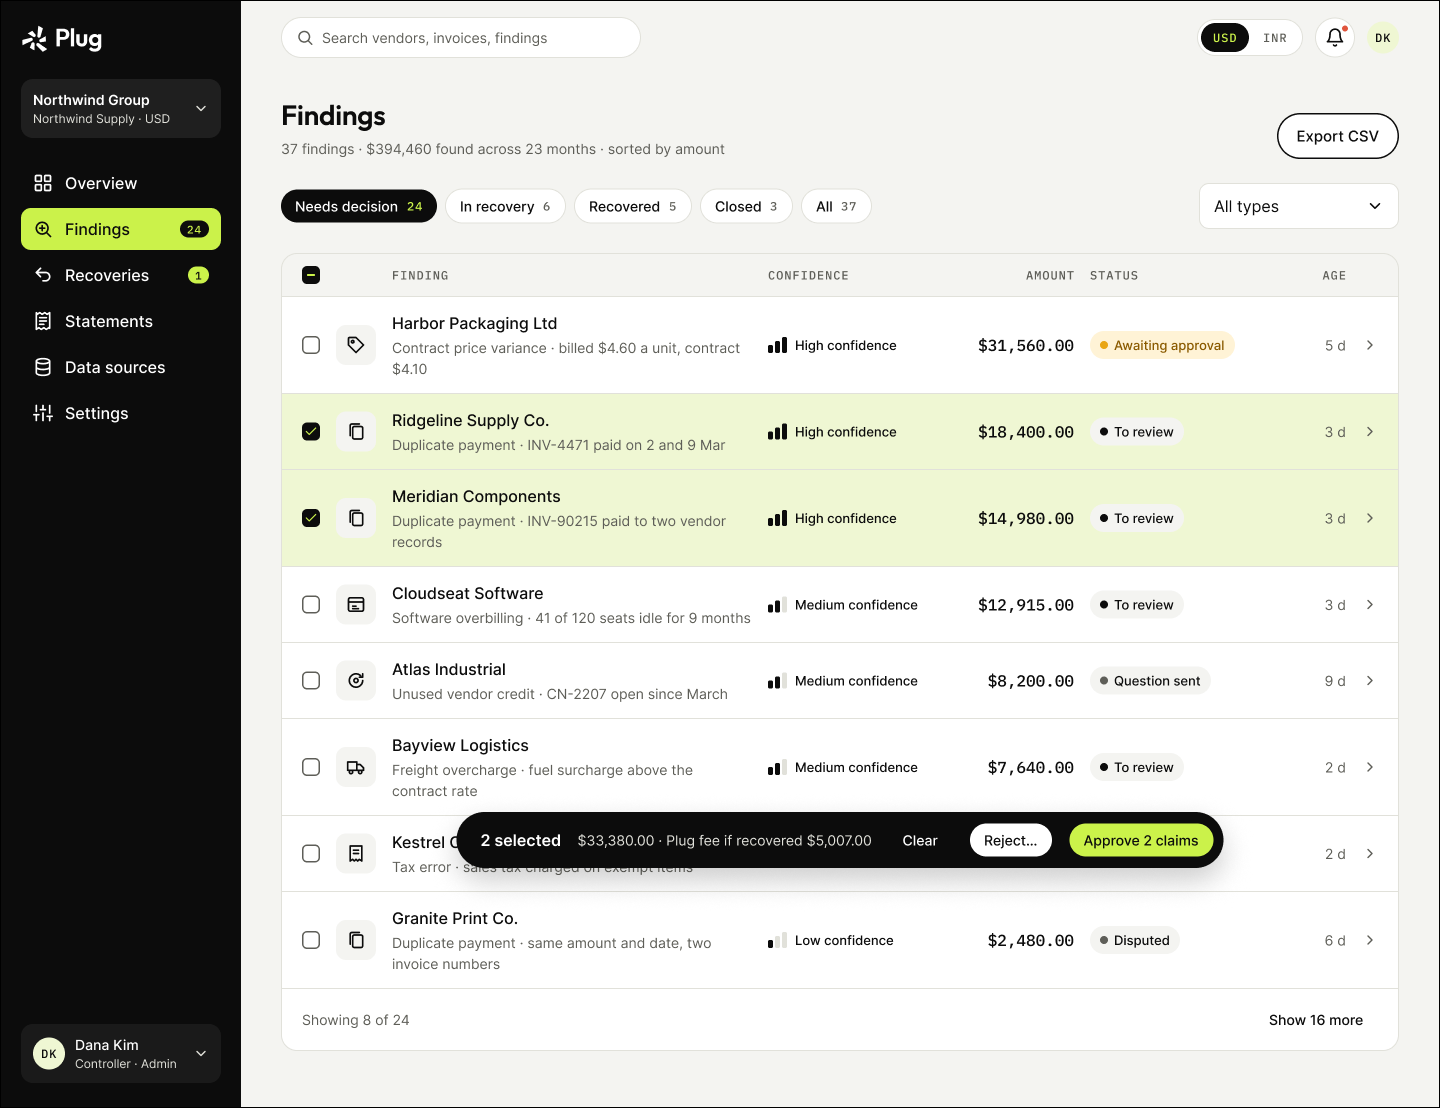 Plug
Search vendors, invoices, findings
USD
INR
DK
Northwind Group
Northwind Supply · USD
Overview
Findings 24
Recoveries 1
Statements
Data sources
Settings
DK
Dana Kim
Controller · Admin
Findings
37 findings · $394,460 found across 23 months · sorted by amount
Export CSV
Needs decision 24
In recovery 6
Recovered 5
Closed 3
All 37
All types
FINDING CONFIDENCE AMOUNT STATUS AGE
Harbor Packaging Ltd
Contract price variance · billed $4.60 a unit, contract
$4.10
High confidence
$31,560.00
Awaiting approval
5 d
Ridgeline Supply Co.
Duplicate payment · INV-4471 paid on 2 and 9 Mar
High confidence
$18,400.00
To review
3 d
Meridian Components
Duplicate payment · INV-90215 paid to two vendor
records
High confidence
$14,980.00
To review
3 d
Cloudseat Software
Software overbilling · 41 of 120 seats idle for 9 months
Medium confidence
$12,915.00
To review
3 d
Atlas Industrial
Unused vendor credit · CN-2207 open since March
Medium confidence
$8,200.00
Question sent
9 d
Bayview Logistics
Freight overcharge · fuel surcharge above the
contract rate
Medium confidence
$7,640.00
To review
2 d
Kestrel
Tax error · sales tax charged on exempt items
2 d
2 selected $33,380.00 · Plug fee if recovered $5,007.00 Clear Reject... Approve 2 claims
Granite Print Co.
Duplicate payment · same amount and date, two
invoice numbers
Low confidence
$2,480.00
Disputed
6 d
Showing 8 of 24
Show 16 more